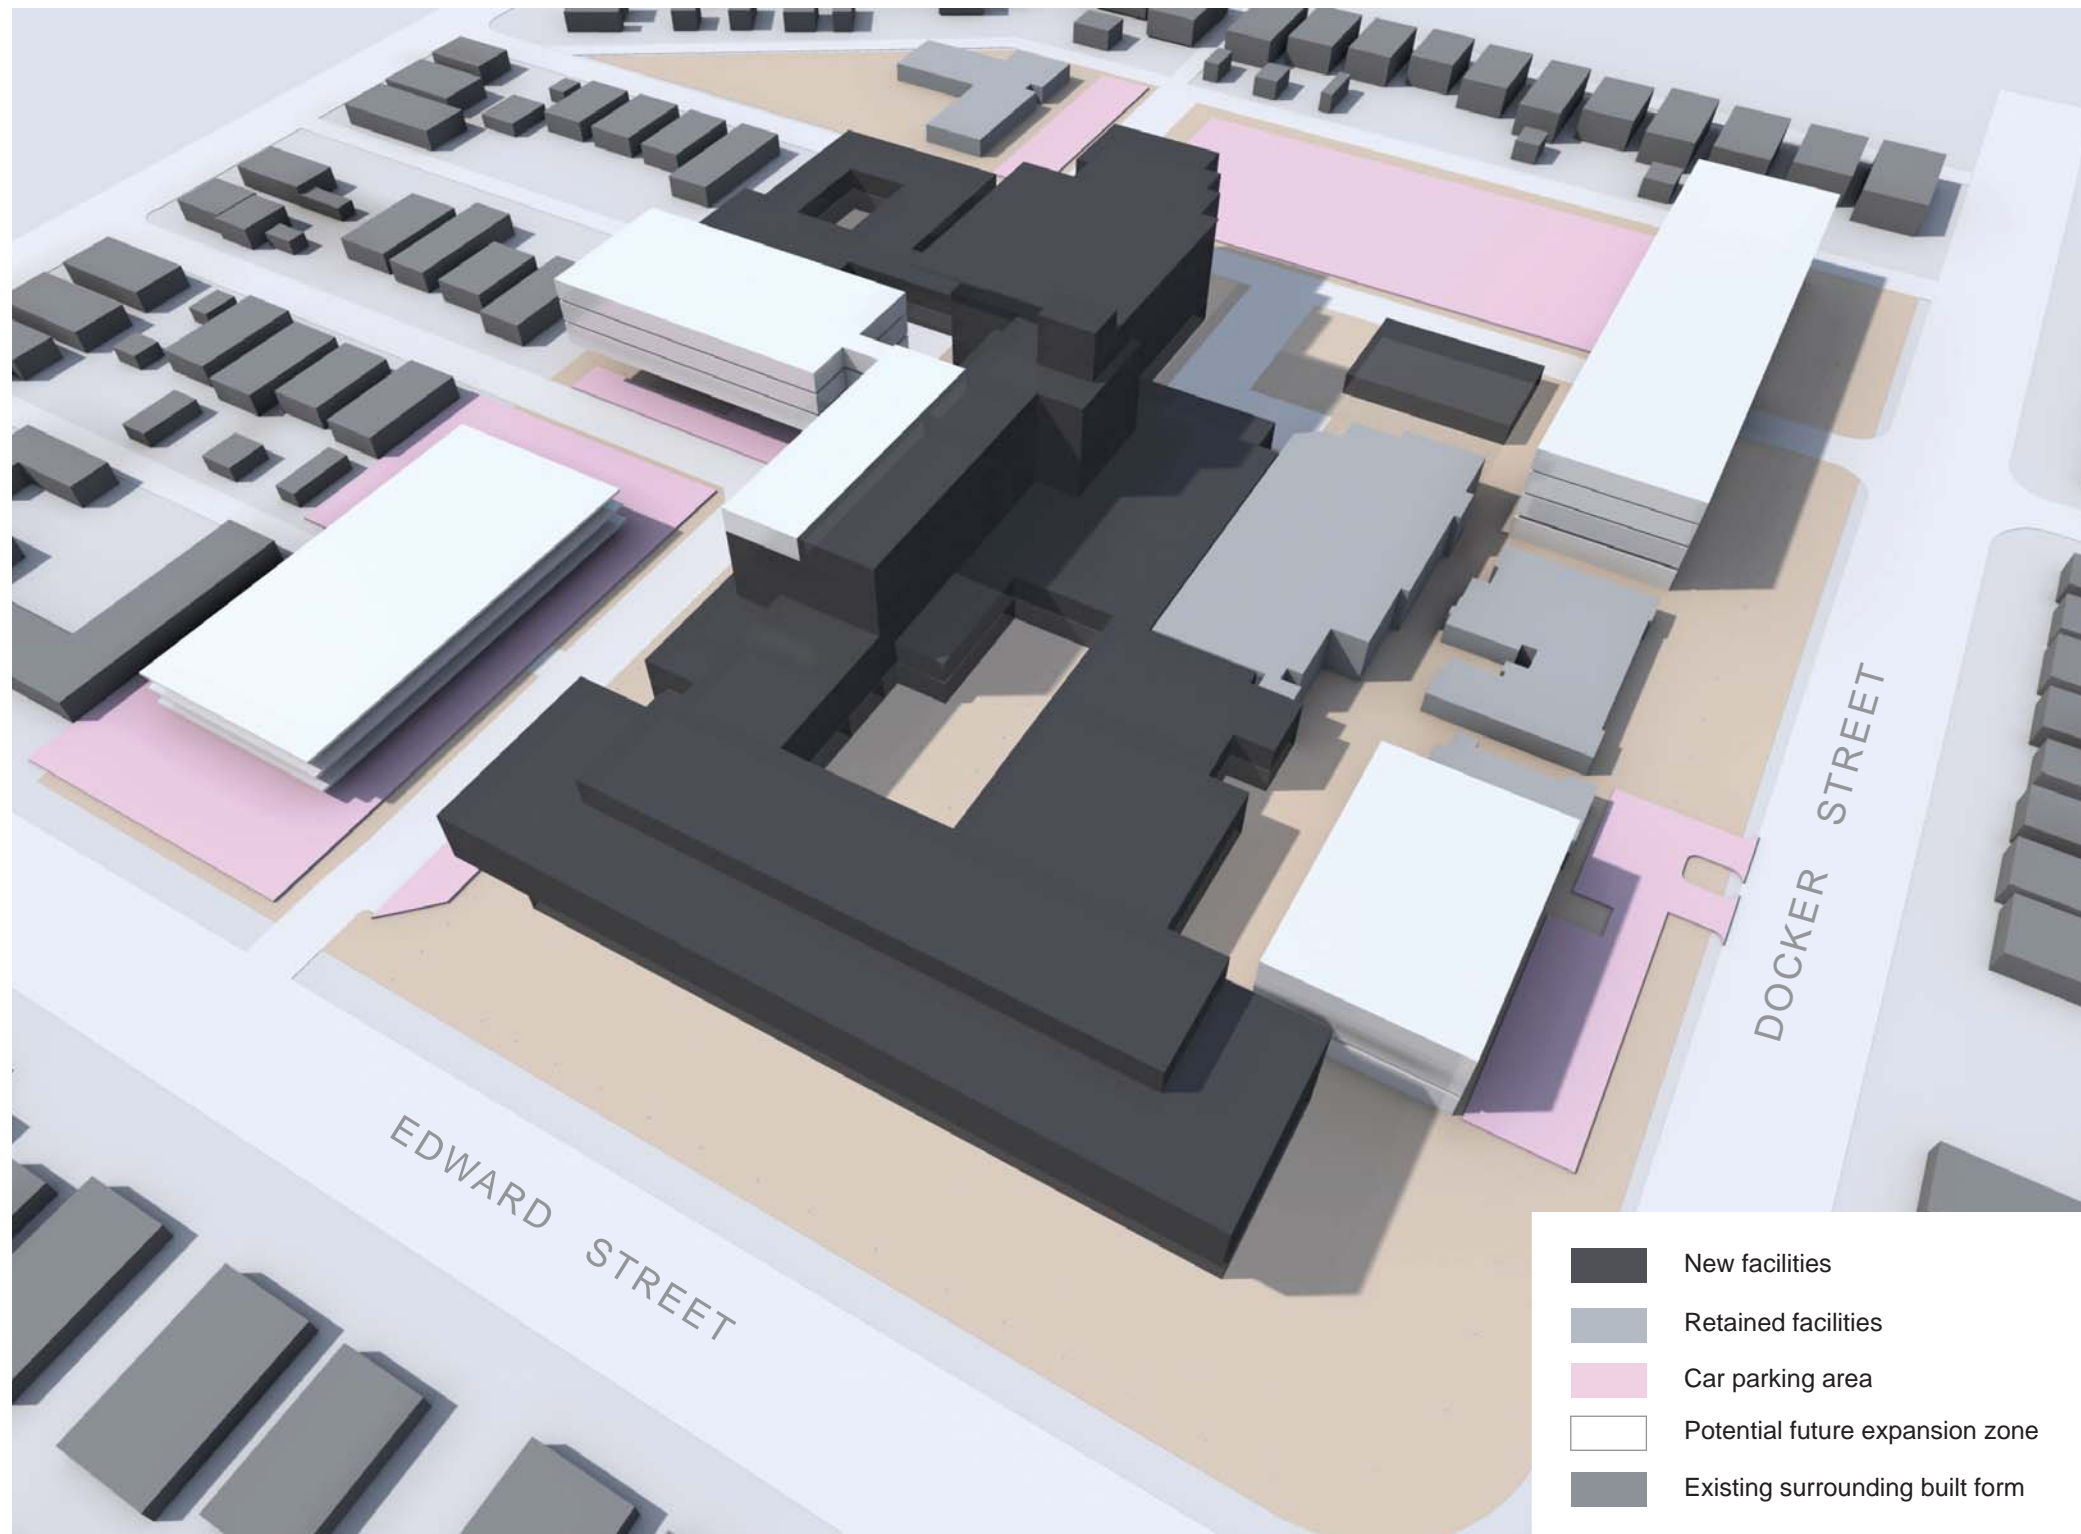 DOCKER STREET
EDWARD STREET
New facilities
Retained facilities
Car parking area
Potential future expansion zone
Existing surrounding built form